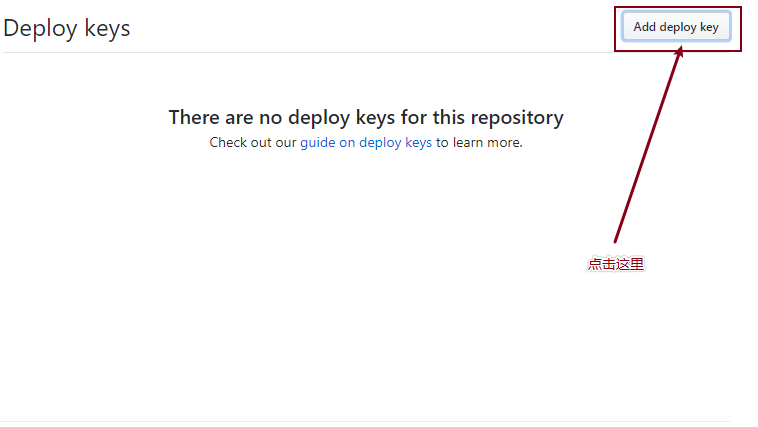 Deploy keys
Add deploy key
There are no deploy keys for this repository
Check out our guide on deploy keys to learn more.
点击这里